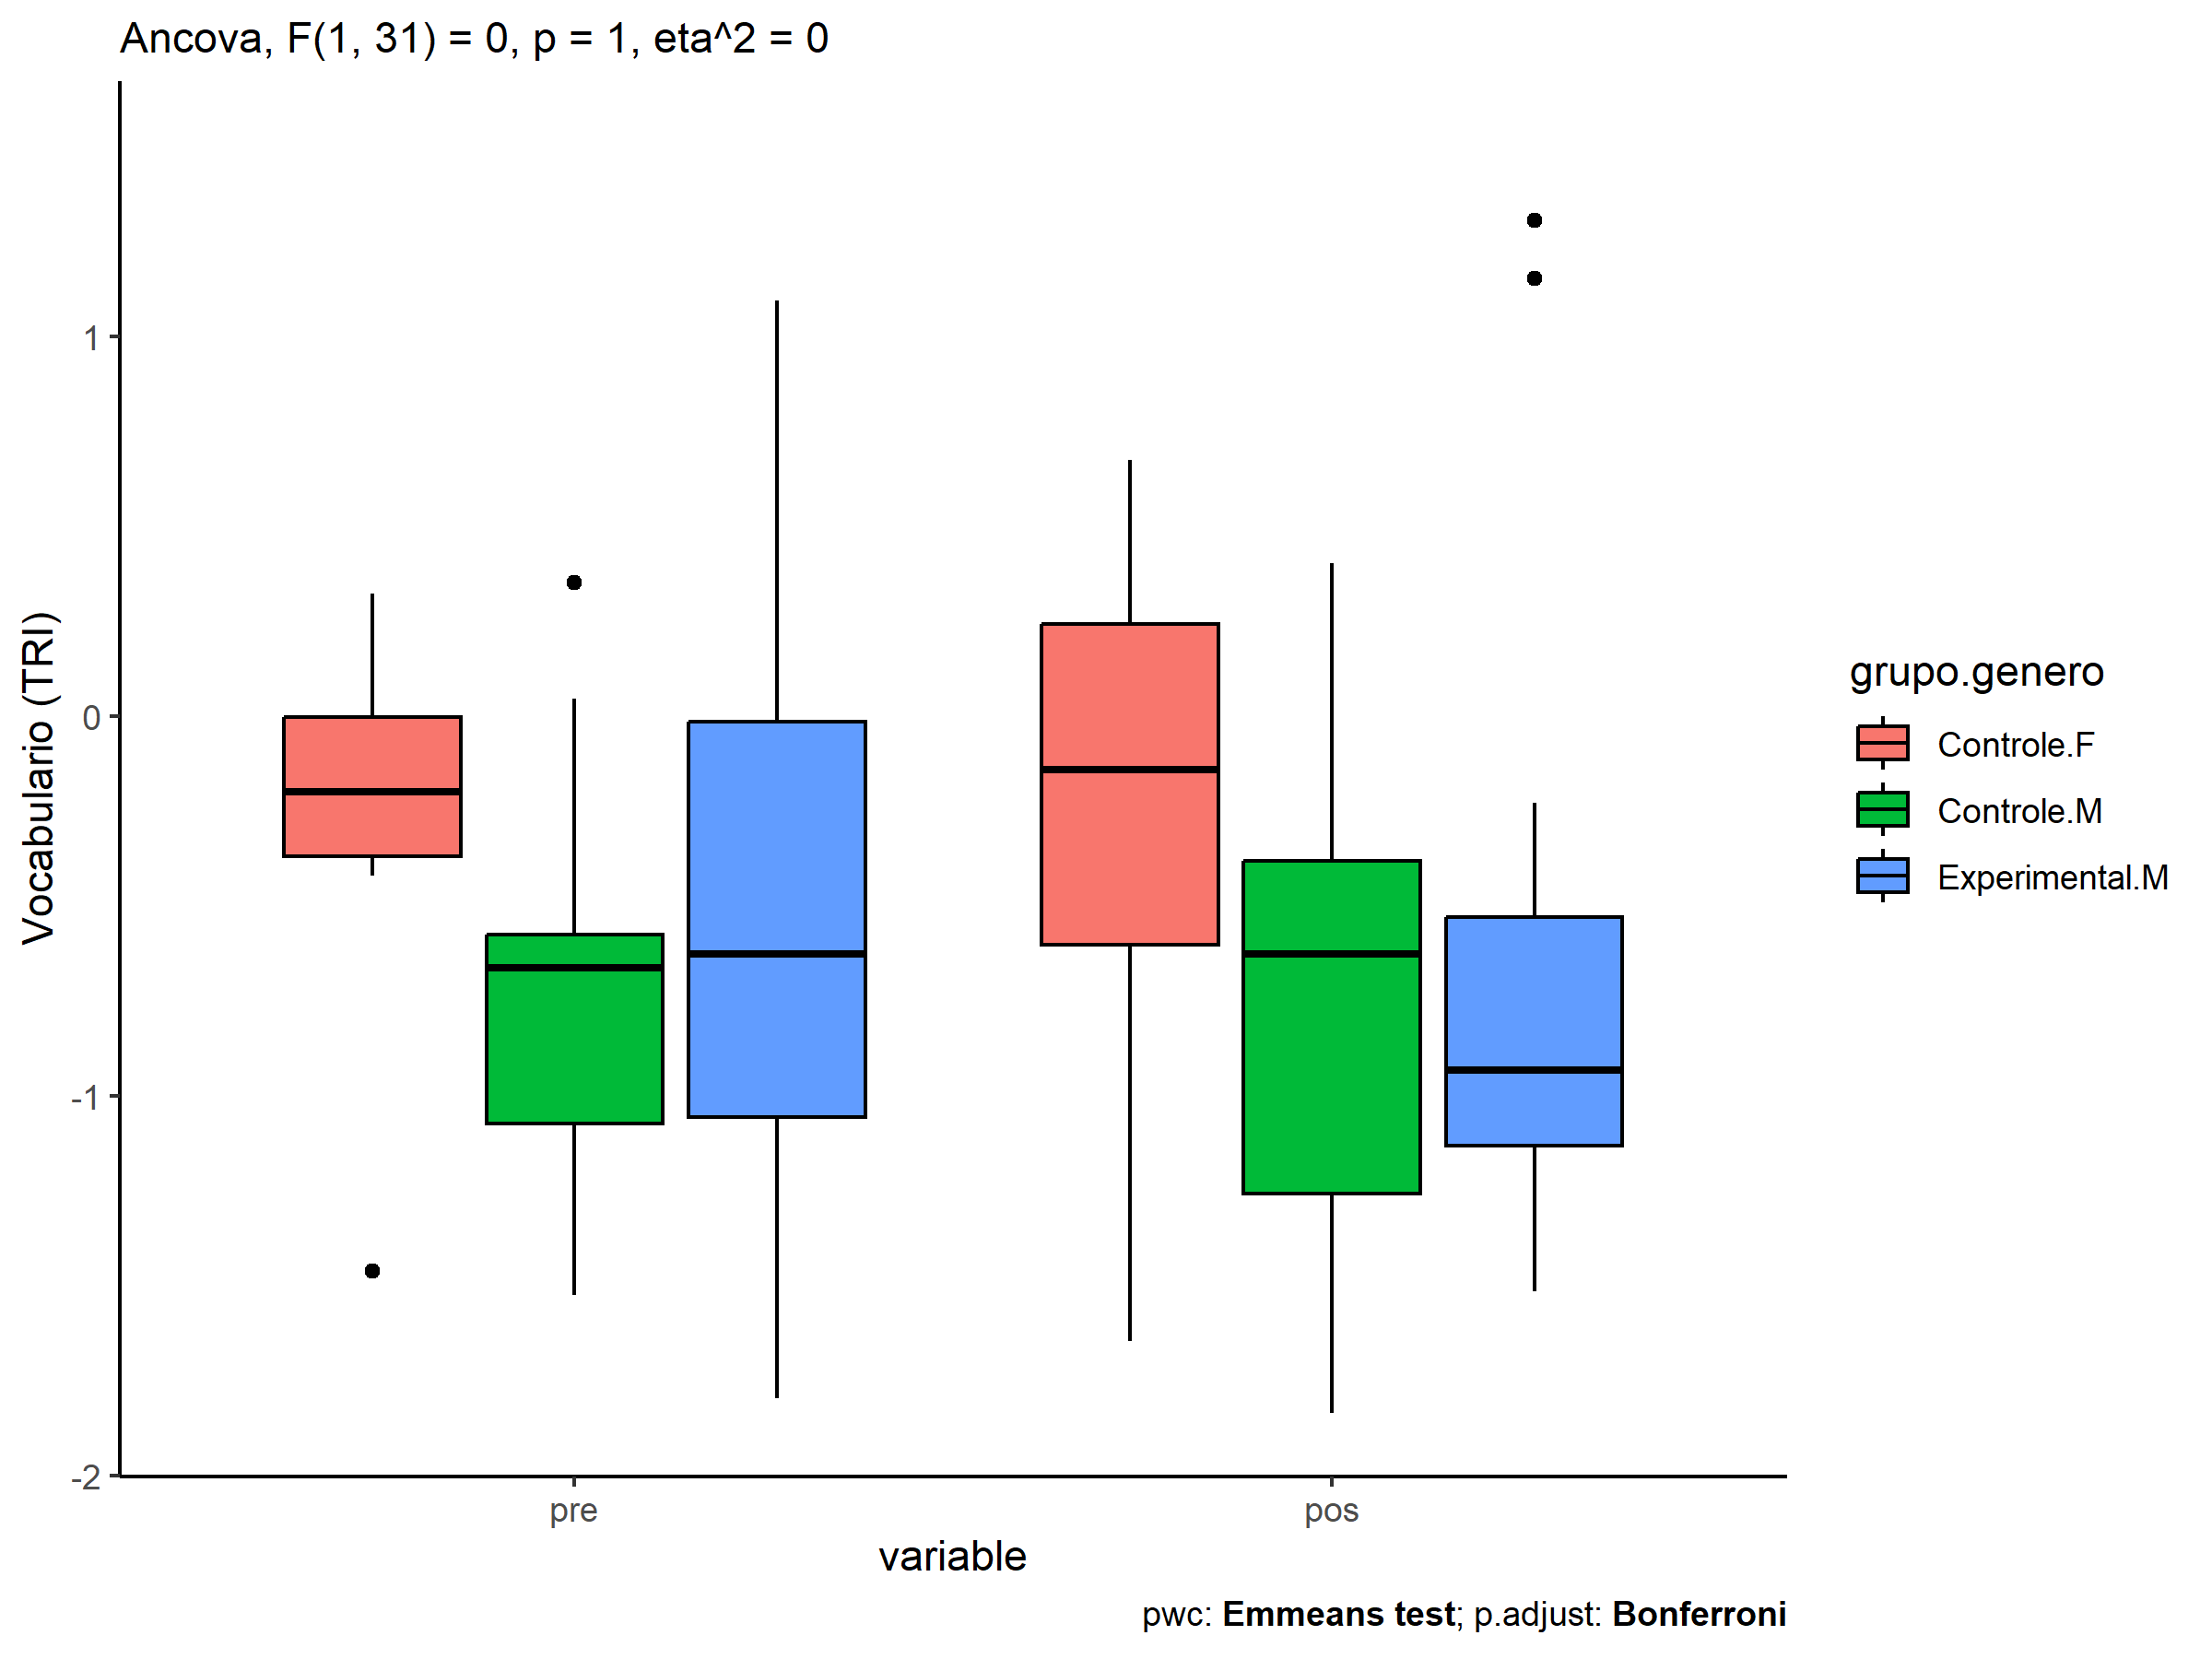 Ancova, F(1, 31) = 0, p = 1, eta^2 = 0
Vocabulario (TRI)
1
0
-1
-2
pre
pos
variable
grupo.genero
Controle.F
Controle.M
Experimental.M
pwc: Emmeans test; p.adjust: Bonferroni